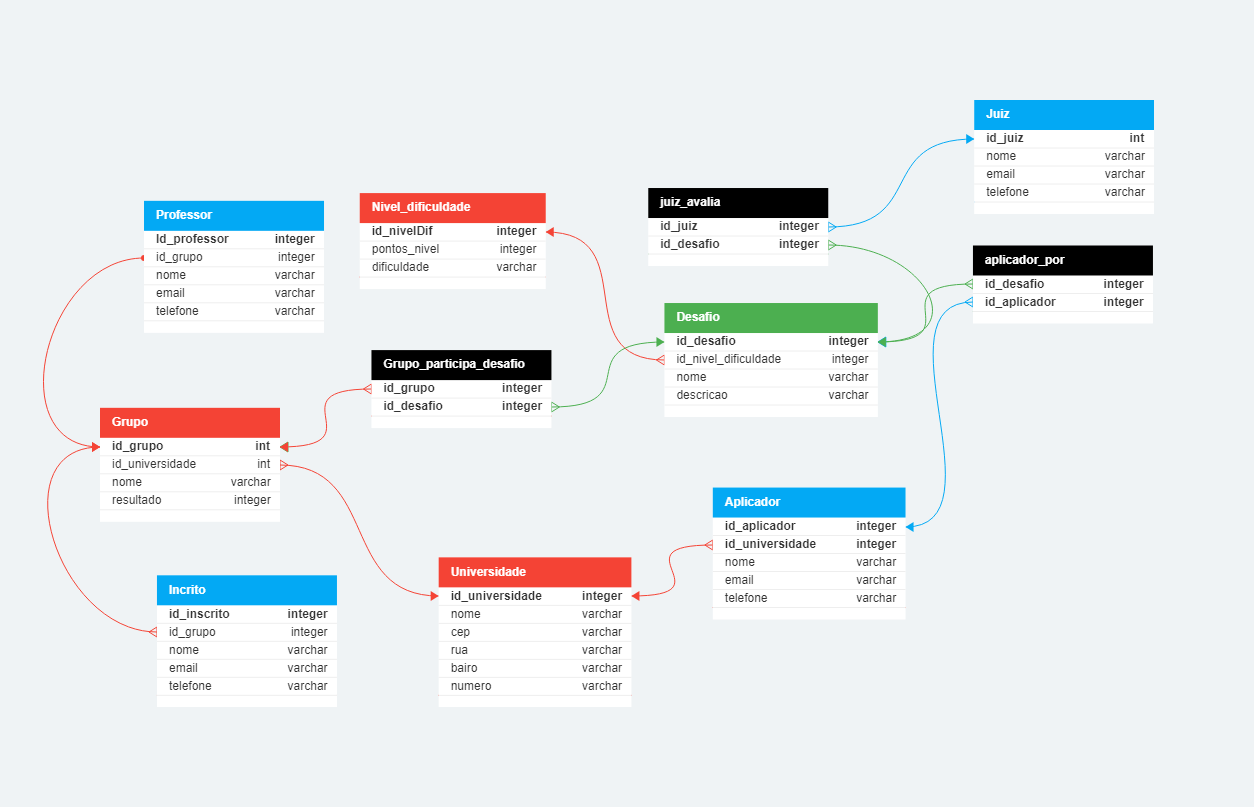 Juiz
id_juiz int
nome varchar
email varchar
telefone varchar
juiz_avalia
id_juiz integer
id_desafio integer
Nivel_dificuldade
id_nivelDif integer
pontos_nivel integer
dificuldade varchar
Professor
Id_professor integer
id_grupo integer
nome varchar
email varchar
telefone varchar
aplicador_por
id_desafio integer
id_aplicador integer
Desafio
id_desafio integer
id_nivel_dificuldade integer
nome varchar
descricao varchar
Grupo_participa_desafio
id_grupo integer
id_desafio integer
Grupo
id_grupo int
id_universidade int
nome varchar
resultado integer
Aplicador
id_aplicador integer
id_universidade integer
nome varchar
email varchar
telefone varchar
Universidade
id_universidade integer
nome varchar
cep varchar
rua varchar
bairo varchar
numero varchar
Incrito
id_inscrito integer
id_grupo integer
nome varchar
email varchar
telefone varchar